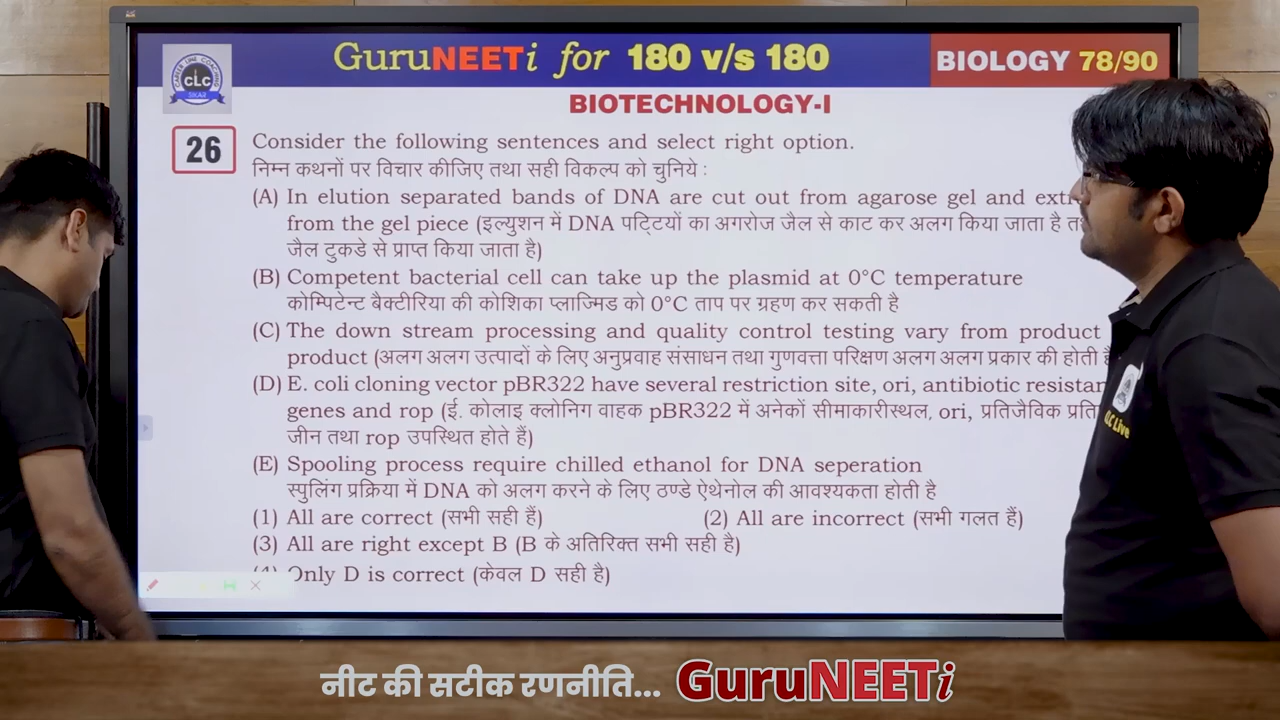 GuruNEETi for 180 v/s 180
BIOLOGY 78/90
CAREER LINE COACHING
CLC
SIKAR
BIOTECHNOLOGY-I
26 Consider the following sentences and select right option.
निम्न कथनों पर विचार कीजिए तथा सही विकल्प को चुनिये :
(A) In elution separated bands of DNA are cut out from agarose gel and
from the gel piece (इल्युशन में DNA पट्टियों का अगरोज जैल से काट कर अलग किया जाता है
जैल टुकडे से प्राप्त किया जाता है)
(B) Competent bacterial cell can take up the plasmid at 0°C temperature
कोम्पिटेन्ट बैक्टीरिया की कोशिका प्लाज्मिड को 0°C ताप पर ग्रहण कर सकती है
(C) The down stream processing and quality control testing vary from product
product (अलग अलग उत्पादों के लिए अनुप्रवाह संसाधन तथा गुणवत्ता परिक्षण अलग अलग प्रकार की होती
(D) E. coli cloning vector pBR322 have several restriction site, ori, antibiotic
genes and rop (ई. कोलाइ क्लोनिग वाहक pBR322 में अनेकों सीमाकारीस्थल, ori, प्रतिजैविक
जीन तथा rop उपस्थित होते हैं)
(E) Spooling process require chilled ethanol for DNA seperation
स्पुलिंग प्रक्रिया में DNA को अलग करने के लिए ठण्डे ऐथेनोल की आवश्यकता होती है
(1) All are correct (सभी सही हैं) (2) All are incorrect (सभी गलत हैं)
(3) All are right except B (B के अतिरिक्त सभी सही है)
Only D is correct (केवल D सही है)
CLC Live
नीट की सटीक रणनीति... GuruNEETi